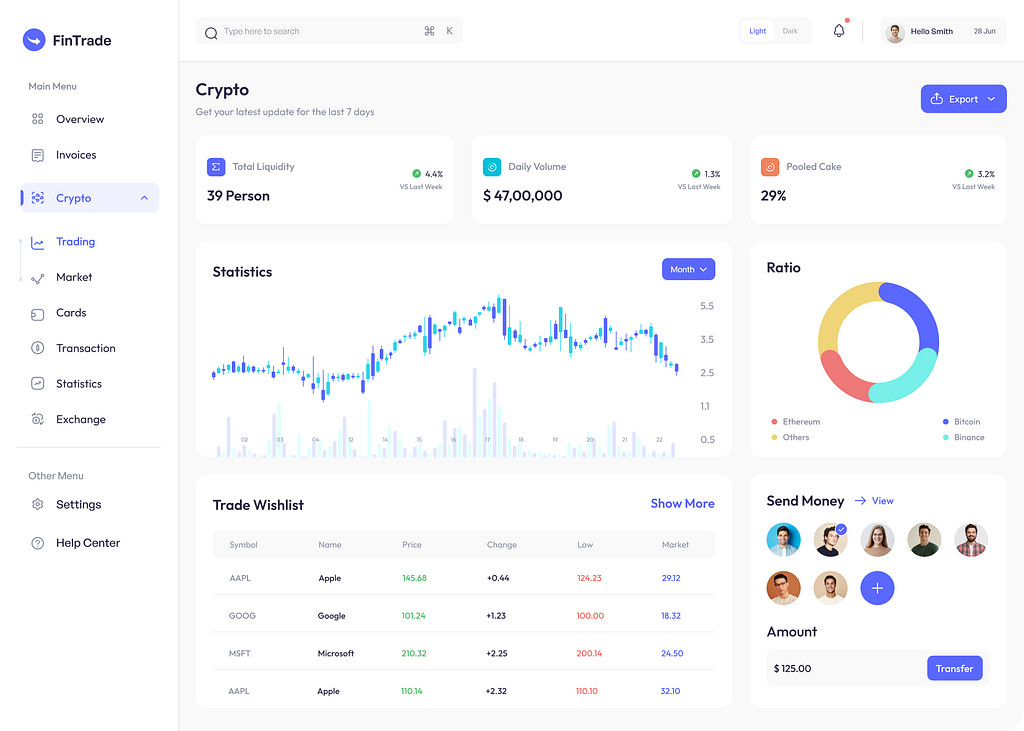 FinTrade
Type here to search
⌘ K
Light
Dark
Hello Smith
28 Jun
Main Menu
Overview
Invoices
Crypto
Trading
Market
Cards
Transaction
Statistics
Exchange
Other Menu
Settings
Help Center
Crypto
Get your latest update for the last 7 days
Export
Total Liquidity
39 Person
4.4%
VS Last Week
Daily Volume
$ 47,00,000
1.3%
VS Last Week
Pooled Cake
29%
3.2%
VS Last Week
Statistics
Month
5.5
3.5
2.5
1.1
0.5
02 03 04 12 14 15 16 17 18 19 20 21 22
Ratio
Ethereum
Bitcoin
Others
Binance
Trade Wishlist
Show More
Symbol Name Price Change Low Market
AAPL Apple 145.68 +0.44 124.23 29.12
GOOG Google 101.24 +1.23 100.00 18.32
MSFT Microsoft 210.32 +2.25 200.14 24.50
AAPL Apple 110.14 +2.32 110.10 32.10
Send Money
View
Amount
$ 125.00
Transfer